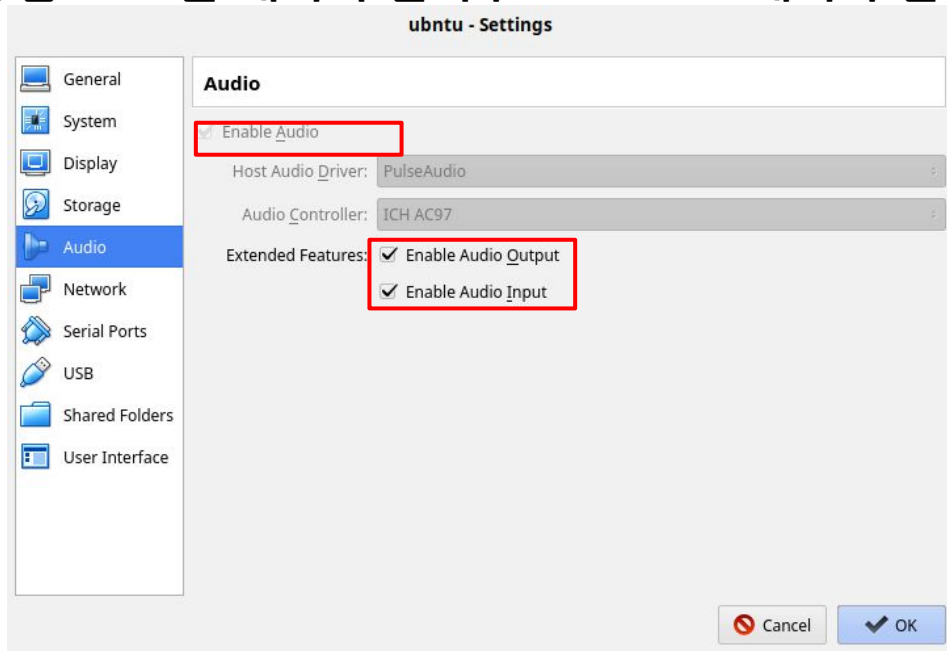 ubntu - Settings
General
System
Display
Storage
Audio
Network
Serial Ports
USB
Shared Folders
User Interface
Audio
Enable Audio
Host Audio Driver: PulseAudio
Audio Controller: ICH AC97
Extended Features: Enable Audio Output
Enable Audio Input
Cancel OK